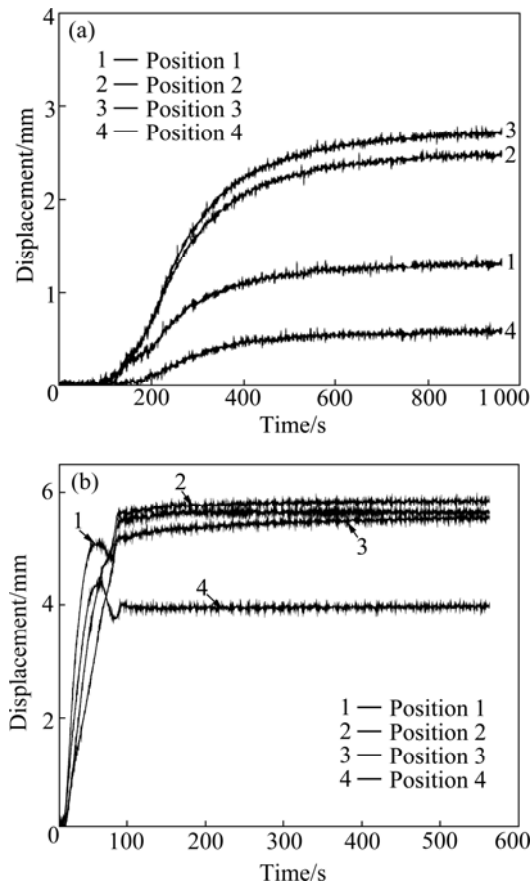 (a)
1 — Position 1
2 — Position 2
3 — Position 3
4 — Position 4
Displacement/mm
4
3
2
1
0
3
2
1
4
0 200 400 600 800 1 000
Time/s
(b)
Displacement/mm
6
4
2
0
1
2
3
4
1 — Position 1
2 — Position 2
3 — Position 3
4 — Position 4
0 100 200 300 400 500 600
Time/s